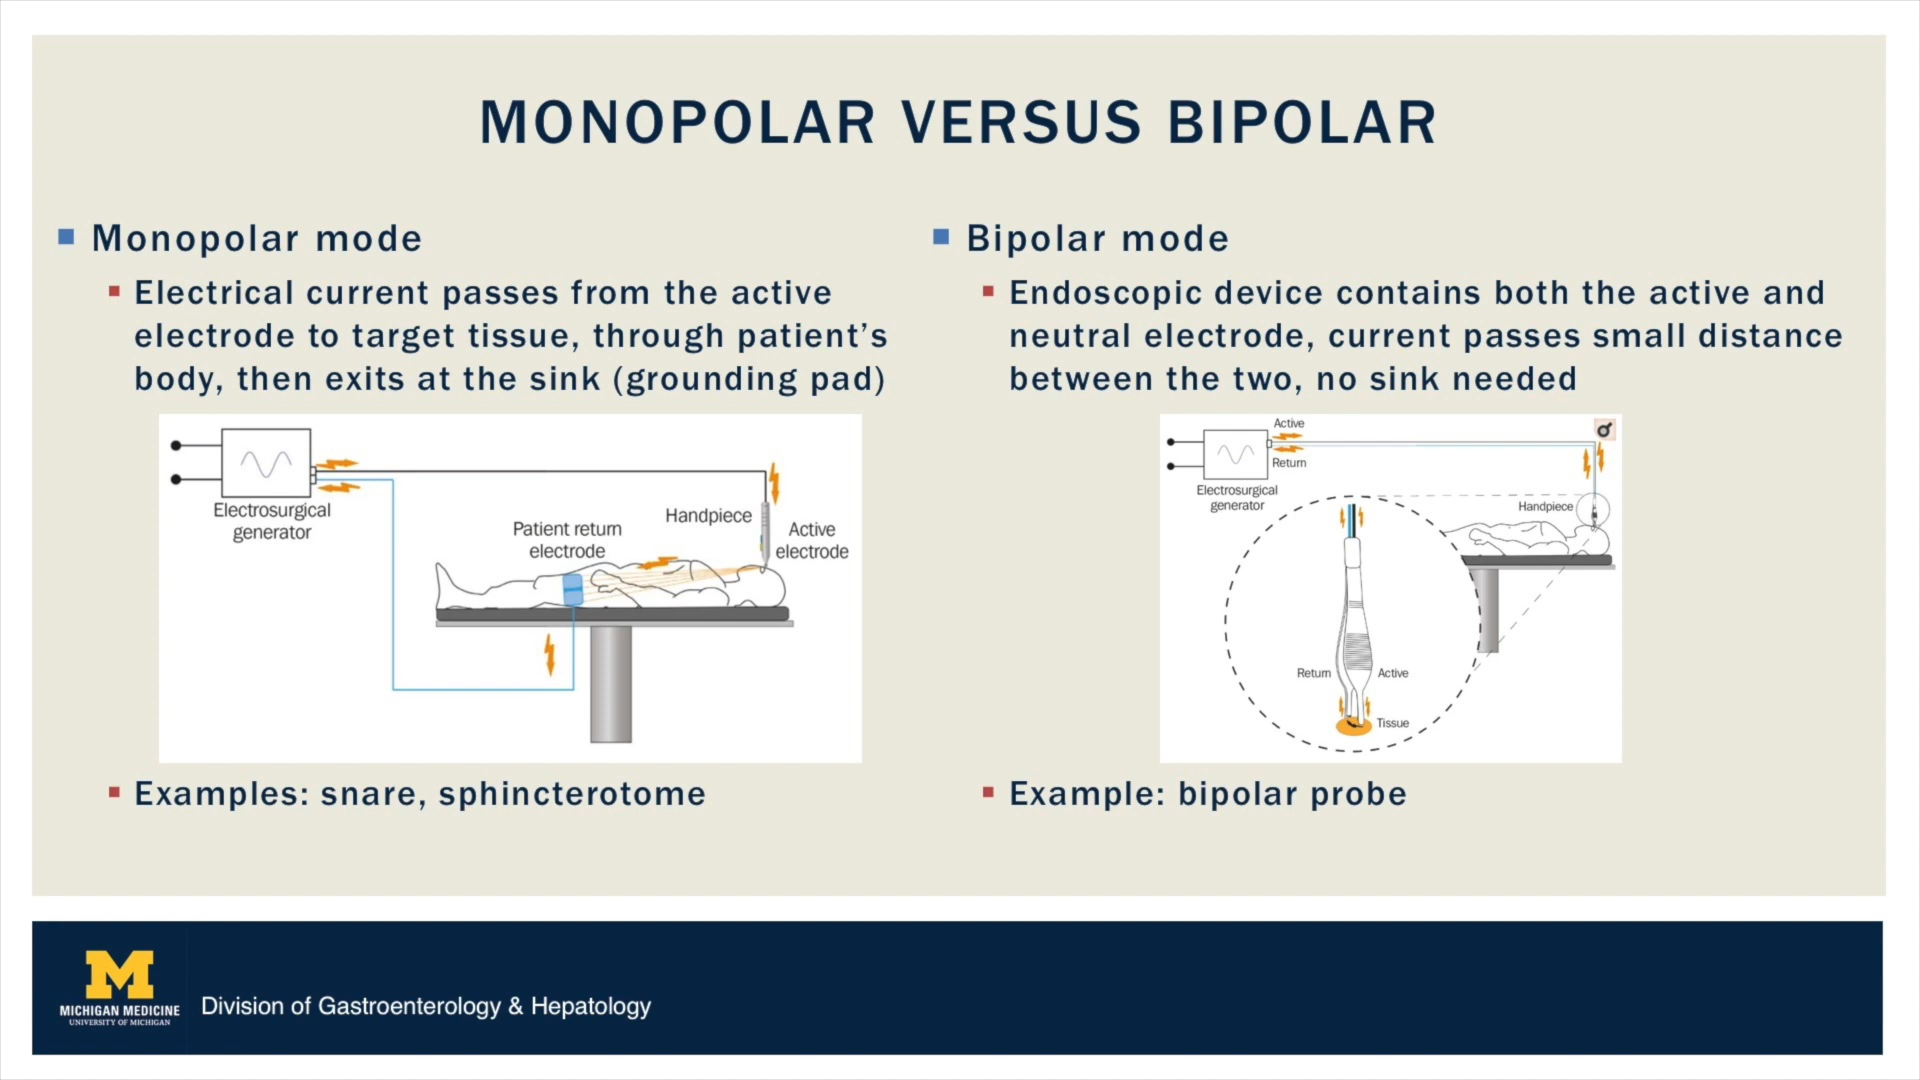 MONOPOLAR VERSUS BIPOLAR
Monopolar mode
Electrical current passes from the active
electrode to target tissue, through patient's
body, then exits at the sink (grounding pad)
Electrosurgical
generator
Patient return
electrode
Handpiece
Active
electrode
Examples: snare, sphincterotome
Bipolar mode
Endoscopic device contains both the active and
neutral electrode, current passes small distance
between the two, no sink needed
Active
Return
Electrosurgical
generator
Handpiece
Return
Active
Tissue
Example: bipolar probe
M
MICHIGAN MEDICINE
UNIVERSITY OF MICHIGAN
Division of Gastroenterology & Hepatology